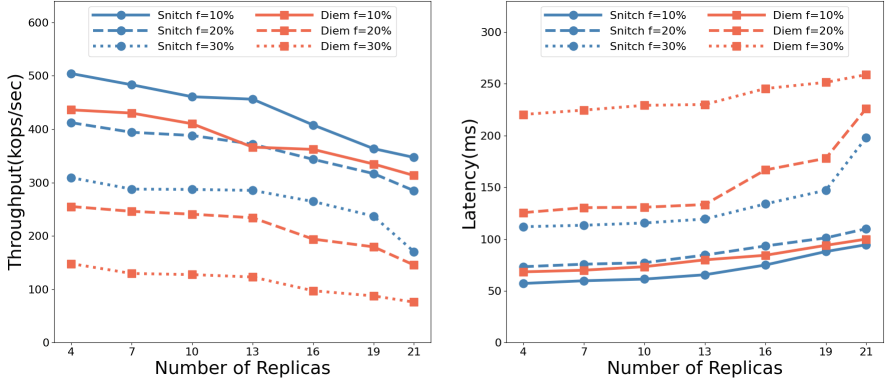 600
500
400
300
200
100
0
Throughput(kops/sec)
Snitch f=10%
Snitch f=20%
Snitch f=30%
Diem f=10%
Diem f=20%
Diem f=30%
4 7 10 13 16 19 21
Number of Replicas
300
250
200
150
100
50
0
Latency(ms)
Snitch f=10%
Snitch f=20%
Snitch f=30%
Diem f=10%
Diem f=20%
Diem f=30%
4 7 10 13 16 19 21
Number of Replicas